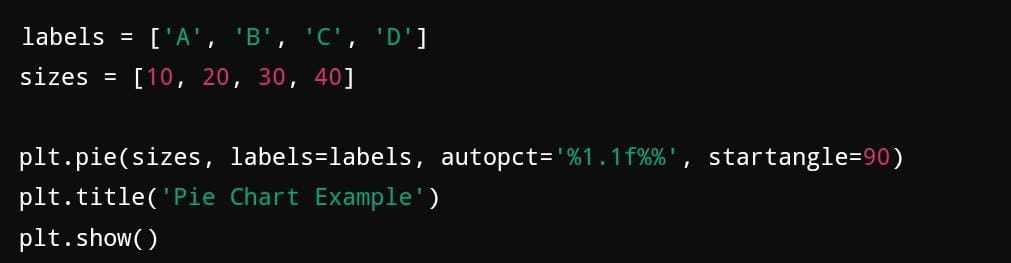 labels = ['A', 'B', 'C', 'D']
sizes = [10, 20, 30, 40]
plt.pie(sizes, labels=labels, autopct='%1.1f%%', startangle=90)
plt.title('Pie Chart Example')
plt.show()